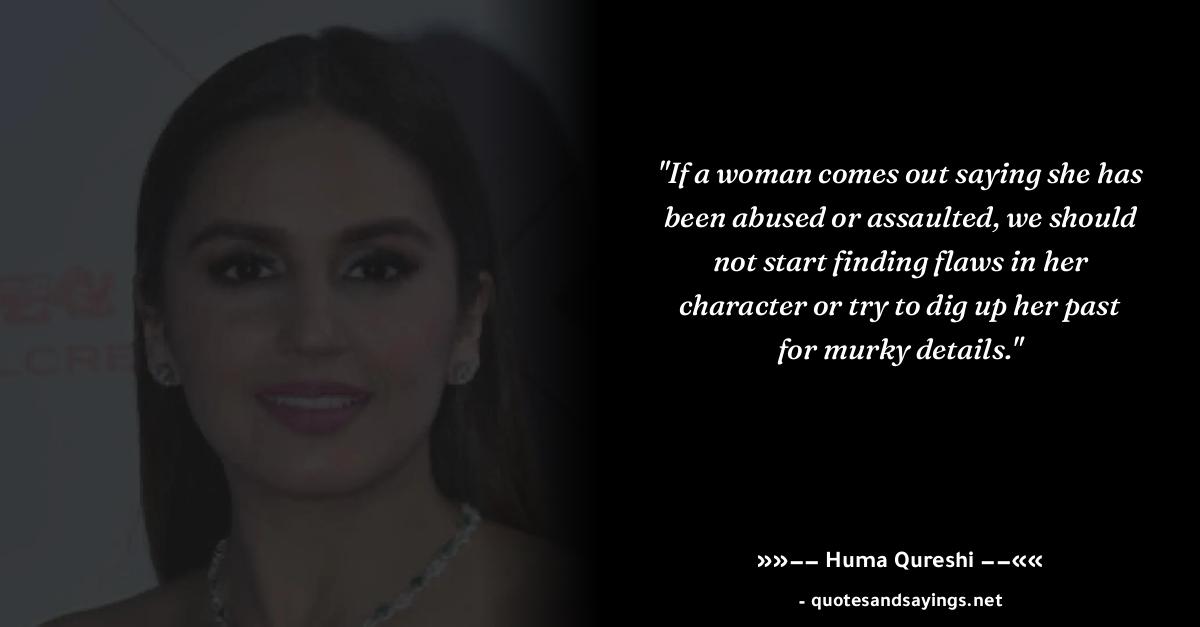 "If a woman comes out saying she has
been abused or assaulted, we should
not start finding flaws in her
character or try to dig up her past
for murky details."
»»−− Huma Qureshi −−««
- quotesandsayings.net
LCRE